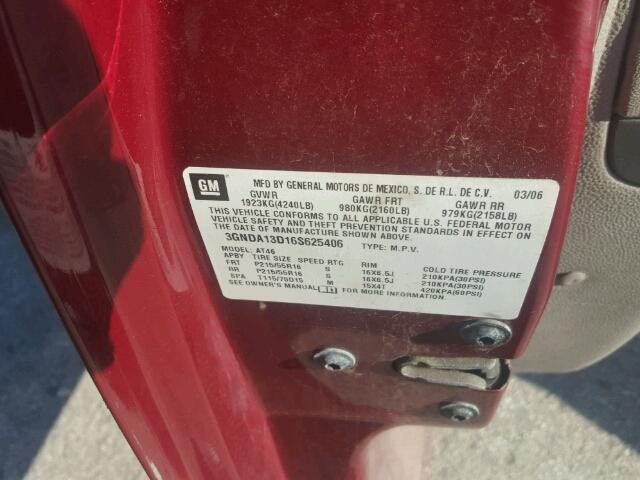 GM MFD BY GENERAL MOTORS DE MEXICO, S. DE R.L. DE C.V. 03/06
GVWR GAWR FRT GAWR RR
1923KG(4240LB) 980KG(2160LB) 979KG(2158LB)
THIS VEHICLE CONFORMS TO ALL APPLICABLE U.S. FEDERAL MOTOR
VEHICLE SAFETY AND THEFT PREVENTION STANDARDS IN EFFECT ON
THE DATE OF MANUFACTURE SHOWN ABOVE.
3GNDA13D16S625406 TYPE: M.P.V.
MODEL: AT46
APBY TIRE SIZE SPEED RTG RIM COLD TIRE PRESSURE
FRT P215/55R16 S 16X6.5J 210KPA(30PSI)
RR P215/55R16 S 16X6.5J 210KPA(30PSI)
SPA T115/70D15 M 15X4T 420KPA(60PSI)
SEE OWNER'S MANUAL FOR MORE INFORMATION.